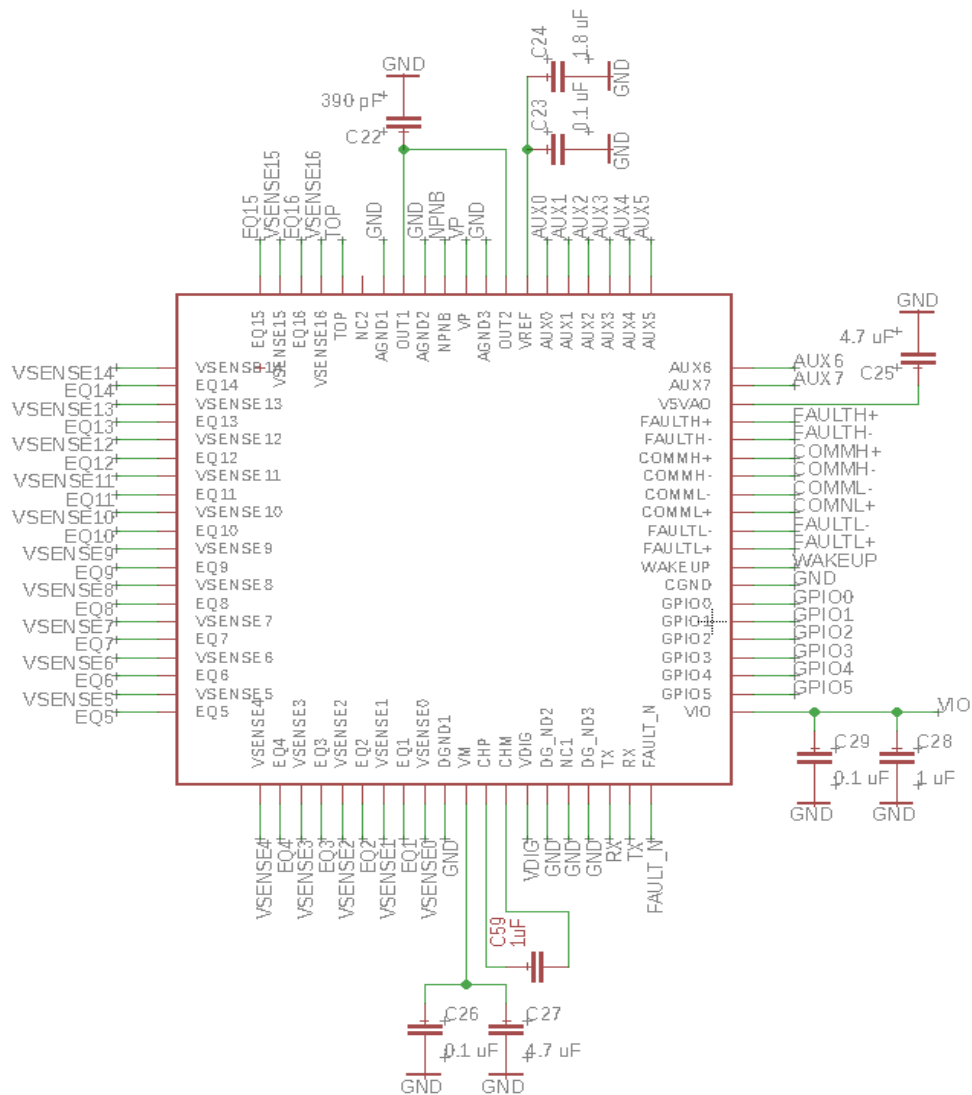 GND
390 pF
C22
C24
1.8 uF
GND
C23
0.1 uF
GND
EQ15
VSENSE15
EQ16
VSENSE16
TOP
GND
GND
NPNB
VP
GND
AUX0
AUX1
AUX2
AUX3
AUX4
AUX5
EQ15
VSENSE15
EQ16
VSENSE16
TOP
NC2
AGND1
OUT1
AGND2
NPNB
VP
AGND3
OUT2
VREF
AUX0
AUX1
AUX2
AUX3
AUX4
AUX5
GND
4.7 uF
C25
VSENSE14
EQ14
VSENSE13
EQ13
VSENSE12
EQ12
VSENSE11
EQ11
VSENSE10
EQ10
VSENSE9
EQ9
VSENSE8
EQ8
VSENSE7
EQ7
VSENSE6
EQ6
VSENSE5
EQ5
EQ14
VSENSE13
EQ13
VSENSE12
EQ12
VSENSE11
EQ11
VSENSE10
EQ10
VSENSE9
EQ9
VSENSE8
EQ8
VSENSE7
EQ7
VSENSE6
EQ6
VSENSE5
EQ5
AUX6
AUX7
V5VAO
FAULTH+
FAULTH-
COMMH+
COMMH-
COMML-
COMML+
FAULTL-
FAULTL+
WAKEUP
CGND
GPIO0
GPIO1
GPIO2
GPIO3
GPIO4
GPIO5
VIO
AUX6
AUX7
FAULTH+
FAULTH-
COMMH+
COMMH-
COMML-
COMNL+
FAULTL-
FAULTL+
WAKEUP
GND
GPIO0
GPIO1
GPIO2
GPIO3
GPIO4
GPIO5
VIO
C29
0.1 uF
GND
C28
1 uF
GND
VSENSE4
EQ4
VSENSE3
EQ3
VSENSE2
EQ2
VSENSE1
EQ1
VSENSE0
DGND1
VM
CHP
CHM
VDIG
DG_ND2
NC1
DG_ND3
TX
RX
FAULT_N
VSENSE4
EQ4
VSENSE3
EQ3
VSENSE2
EQ2
VSENSE1
EQ1
VSENSE0
GND
VDIG
GND
GND
GND
RX
TX
FAULT_N
C59
1uF
C26
0.1 uF
GND
C27
4.7 uF
GND